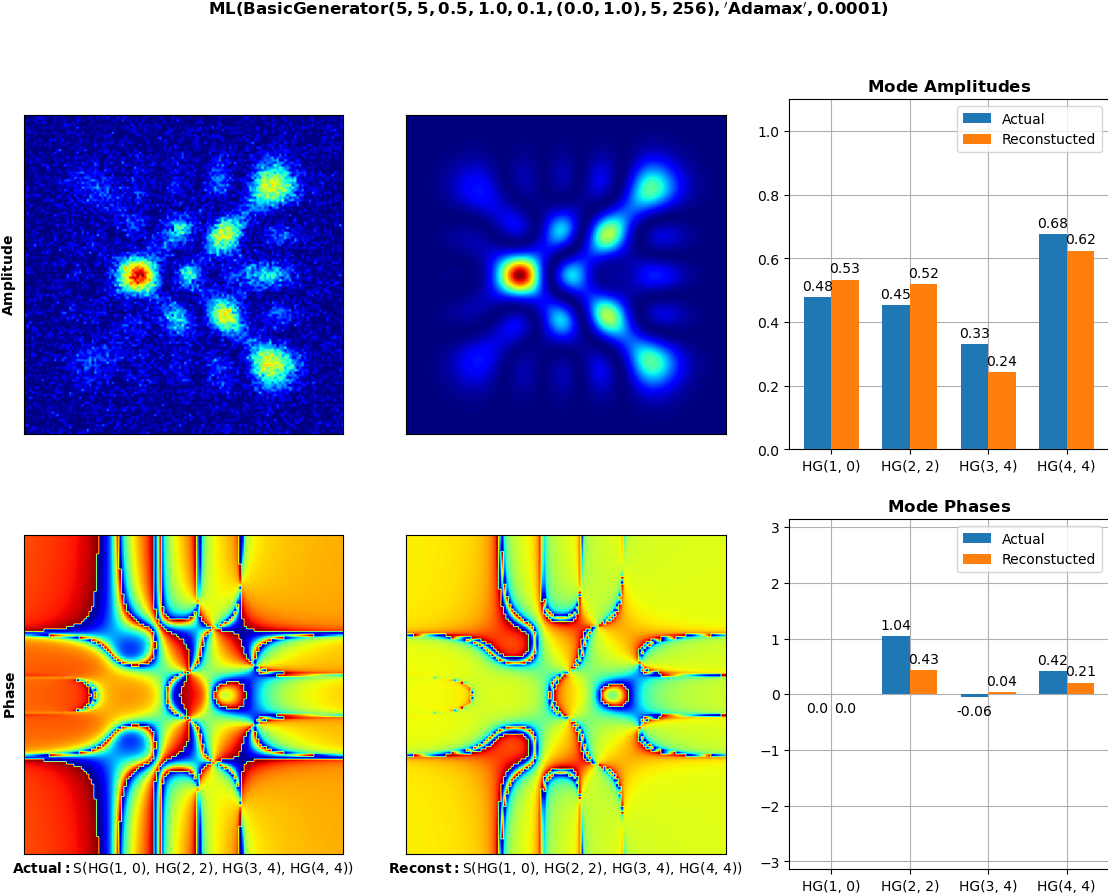 ML(BasicGenerator(5, 5, 0.5, 1.0, 0.1, (0.0, 1.0), 5, 256), ′Adamax′, 0.0001)
Amplitude
Mode Amplitudes
Actual
Reconstucted
1.0
0.8
0.6
0.4
0.2
0.0
0.48
0.53
0.45
0.52
0.33
0.24
0.68
0.62
HG(1, 0)
HG(2, 2)
HG(3, 4)
HG(4, 4)
Phase
Actual: S(HG(1, 0), HG(2, 2), HG(3, 4), HG(4, 4))
Reconst: S(HG(1, 0), HG(2, 2), HG(3, 4), HG(4, 4))
Mode Phases
Actual
Reconstucted
3
2
1
0
−1
−2
−3
0.0
0.0
1.04
0.43
-0.06
0.04
0.42
0.21
HG(1, 0)
HG(2, 2)
HG(3, 4)
HG(4, 4)